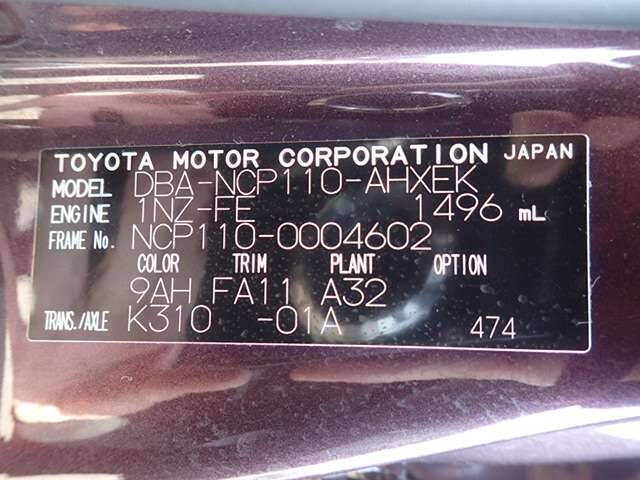 TOYOTA MOTOR CORPORATION JAPAN
MODEL DBA-NCP110-AHXEK
ENGINE 1NZ-FE 1496 mL
FRAME No. NCP110-0004602
COLOR TRIM PLANT OPTION
9AH FA11 A32
TRANS./AXLE K310 -01A 474